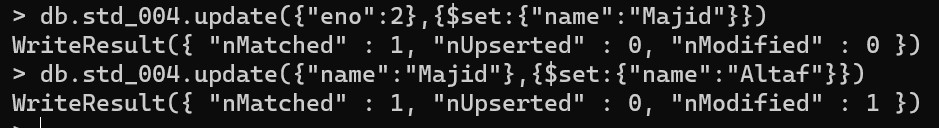 > db.std_004.update({"eno":2},{$set:{"name":"Majid"}})
WriteResult({ "nMatched" : 1, "nUpserted" : 0, "nModified" : 0 })
> db.std_004.update({"name":"Majid"},{$set:{"name":"Altaf"}})
WriteResult({ "nMatched" : 1, "nUpserted" : 0, "nModified" : 1 })
>